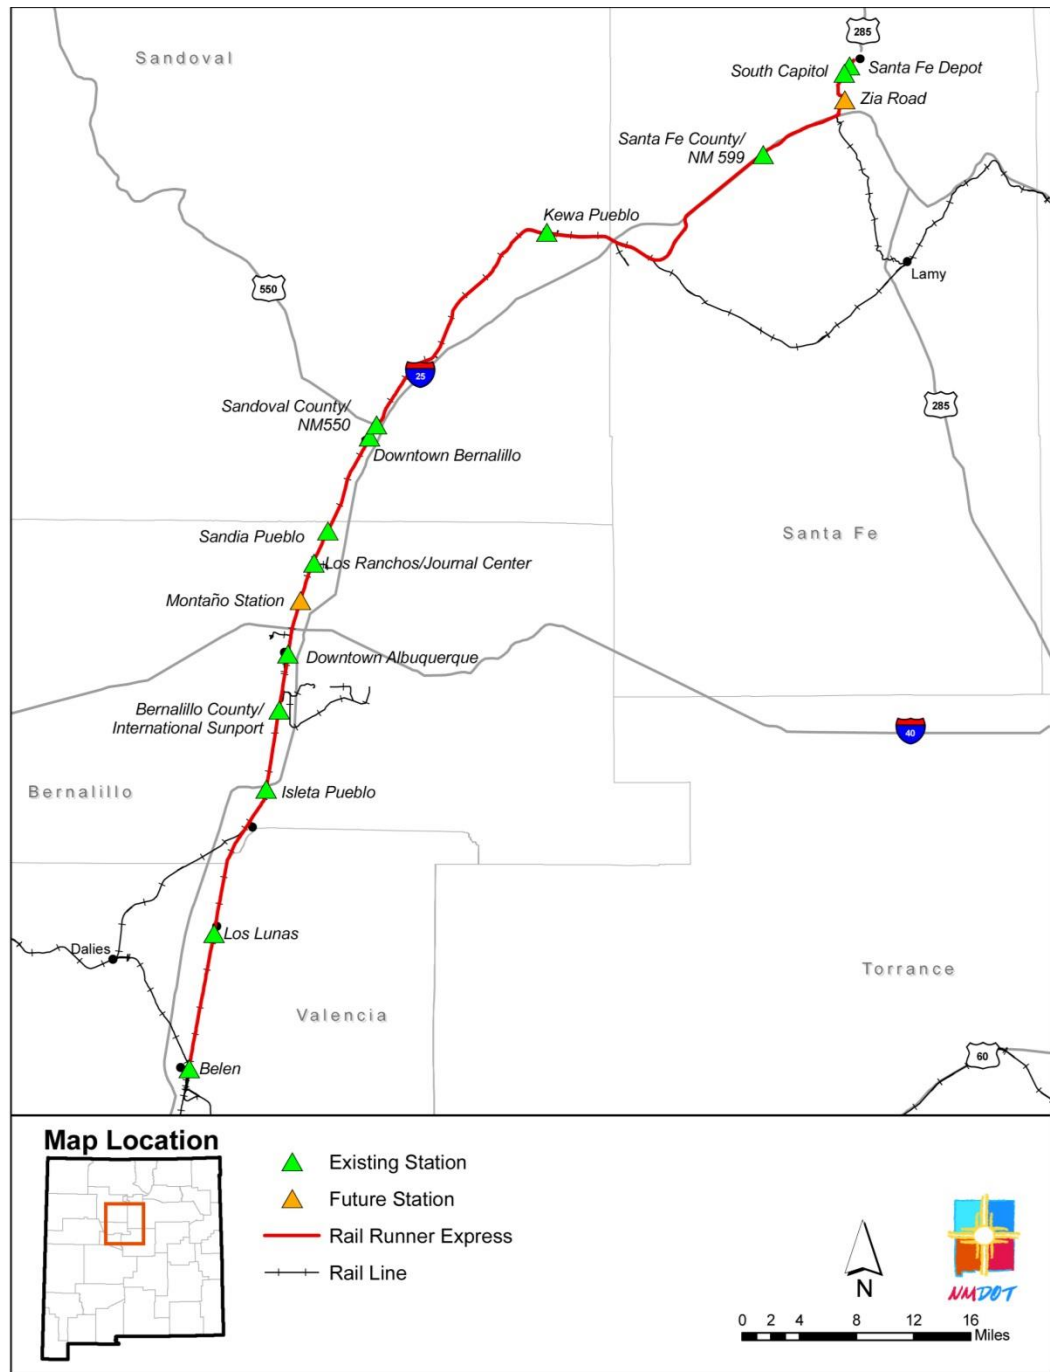 Sandoval
285
South Capitol
Santa Fe Depot
Zia Road
Santa Fe County/
NM 599
Kewa Pueblo
Lamy
550
25
285
Sandoval County/
NM550
Downtown Bernalillo
Sandia Pueblo
Santa Fe
Los Ranchos/Journal Center
Montaño Station
Downtown Albuquerque
Bernalillo County/
International Sunport
40
Bernalillo
Isleta Pueblo
Los Lunas
Dalies
Torrance
Valencia
60
Belen
Map Location
Existing Station
Future Station
Rail Runner Express
Rail Line
N
NMDOT
0 2 4 8 12 16
Miles